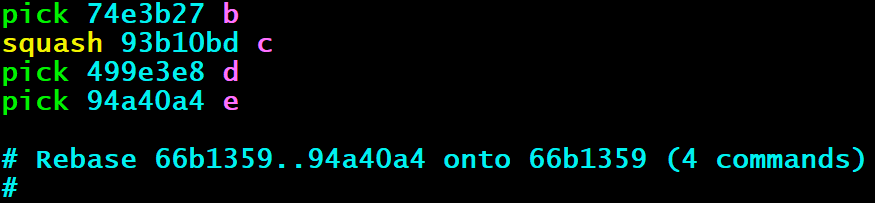 pick 74e3b27 b
squash 93b10bd c
pick 499e3e8 d
pick 94a40a4 e
# Rebase 66b1359..94a40a4 onto 66b1359 (4 commands)
#